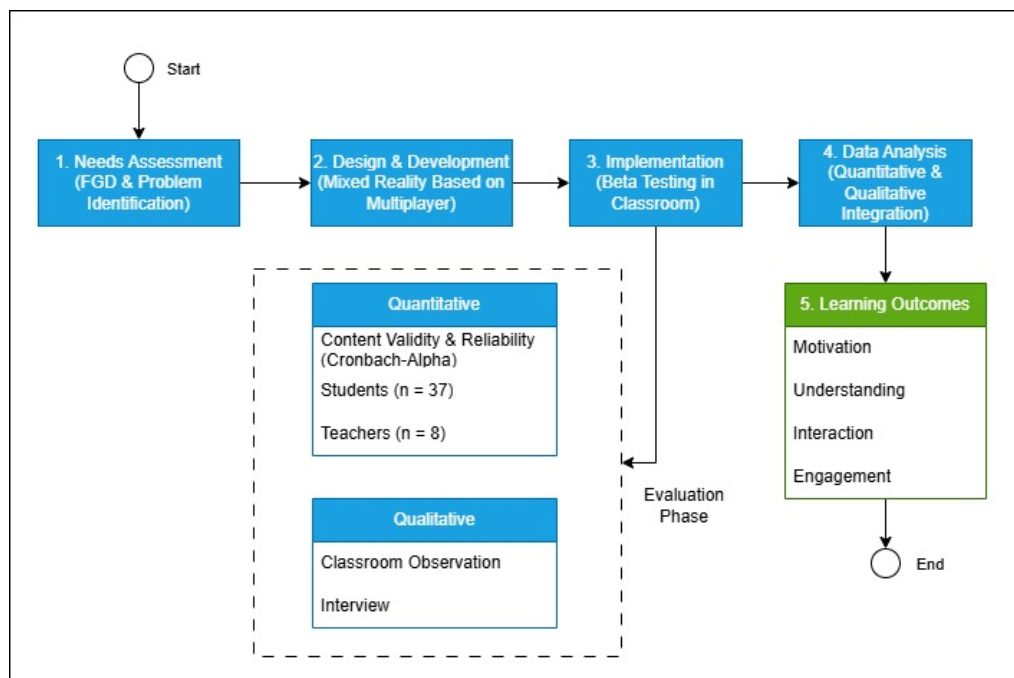 Start
1. Needs Assessment
(FGD & Problem
Identification)
2. Design & Development
(Mixed Reality Based on
Multiplayer)
3. Implementation
(Beta Testing in
Classroom)
4. Data Analysis
(Quantitative &
Qualitative
Integration)
Quantitative
Content Validity & Reliability
(Cronbach-Alpha)
Students (n = 37)
Teachers (n = 8)
Qualitative
Classroom Observation
Interview
Evaluation
Phase
5. Learning Outcomes
Motivation
Understanding
Interaction
Engagement
End